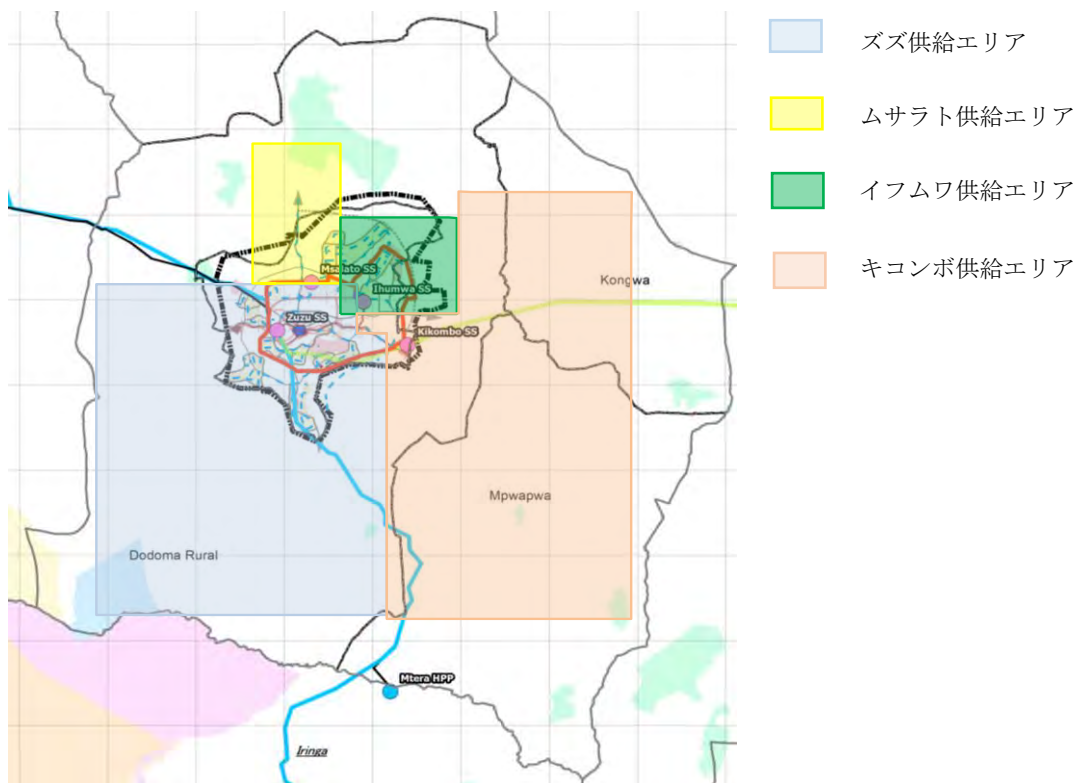 ズズ供給エリア
ムサラト供給エリア
イフムワ供給エリア
キコンボ供給エリア
Msalato SS
Kongwa
Ihumwa SS
Zuzu SS
Kikombo SS
Mpwapwa
Dodoma Rural
Mtera HPP
Iringa